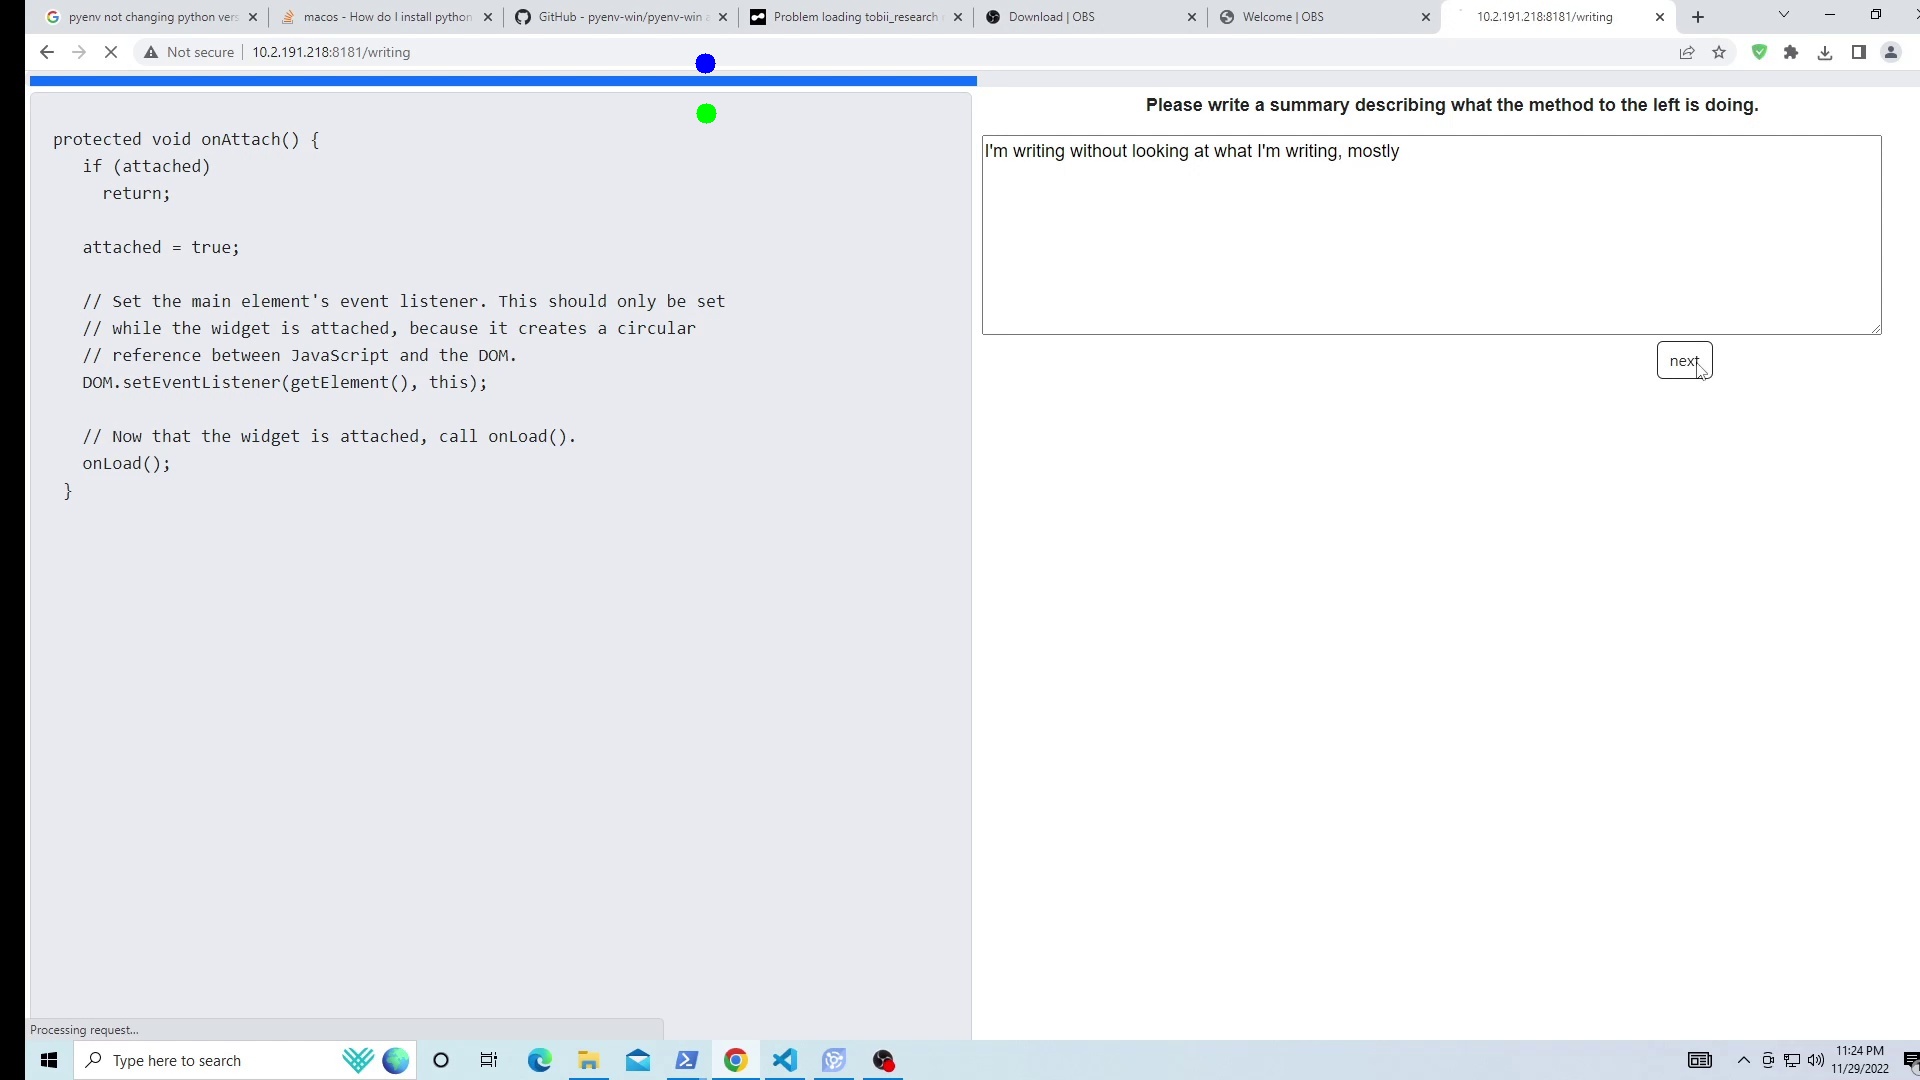 pyenv not changing python vers
macos - How do I install python
GitHub - pyenv-win/pyenv-win a
Problem loading tobii_research
Download | OBS
Welcome | OBS
10.2.191.218:8181/writing
Not secure
10.2.191.218:8181/writing
Please write a summary describing what the method to the left is doing.
protected void onAttach() {
if (attached)
return;
attached = true;
// Set the main element's event listener. This should only be set
// while the widget is attached, because it creates a circular
// reference between JavaScript and the DOM.
DOM.setEventListener(getElement(), this);
// Now that the widget is attached, call onLoad().
onLoad();
}
I'm writing without looking at what I'm writing, mostly
next
Processing request...
Type here to search
11:24 PM
11/29/2022